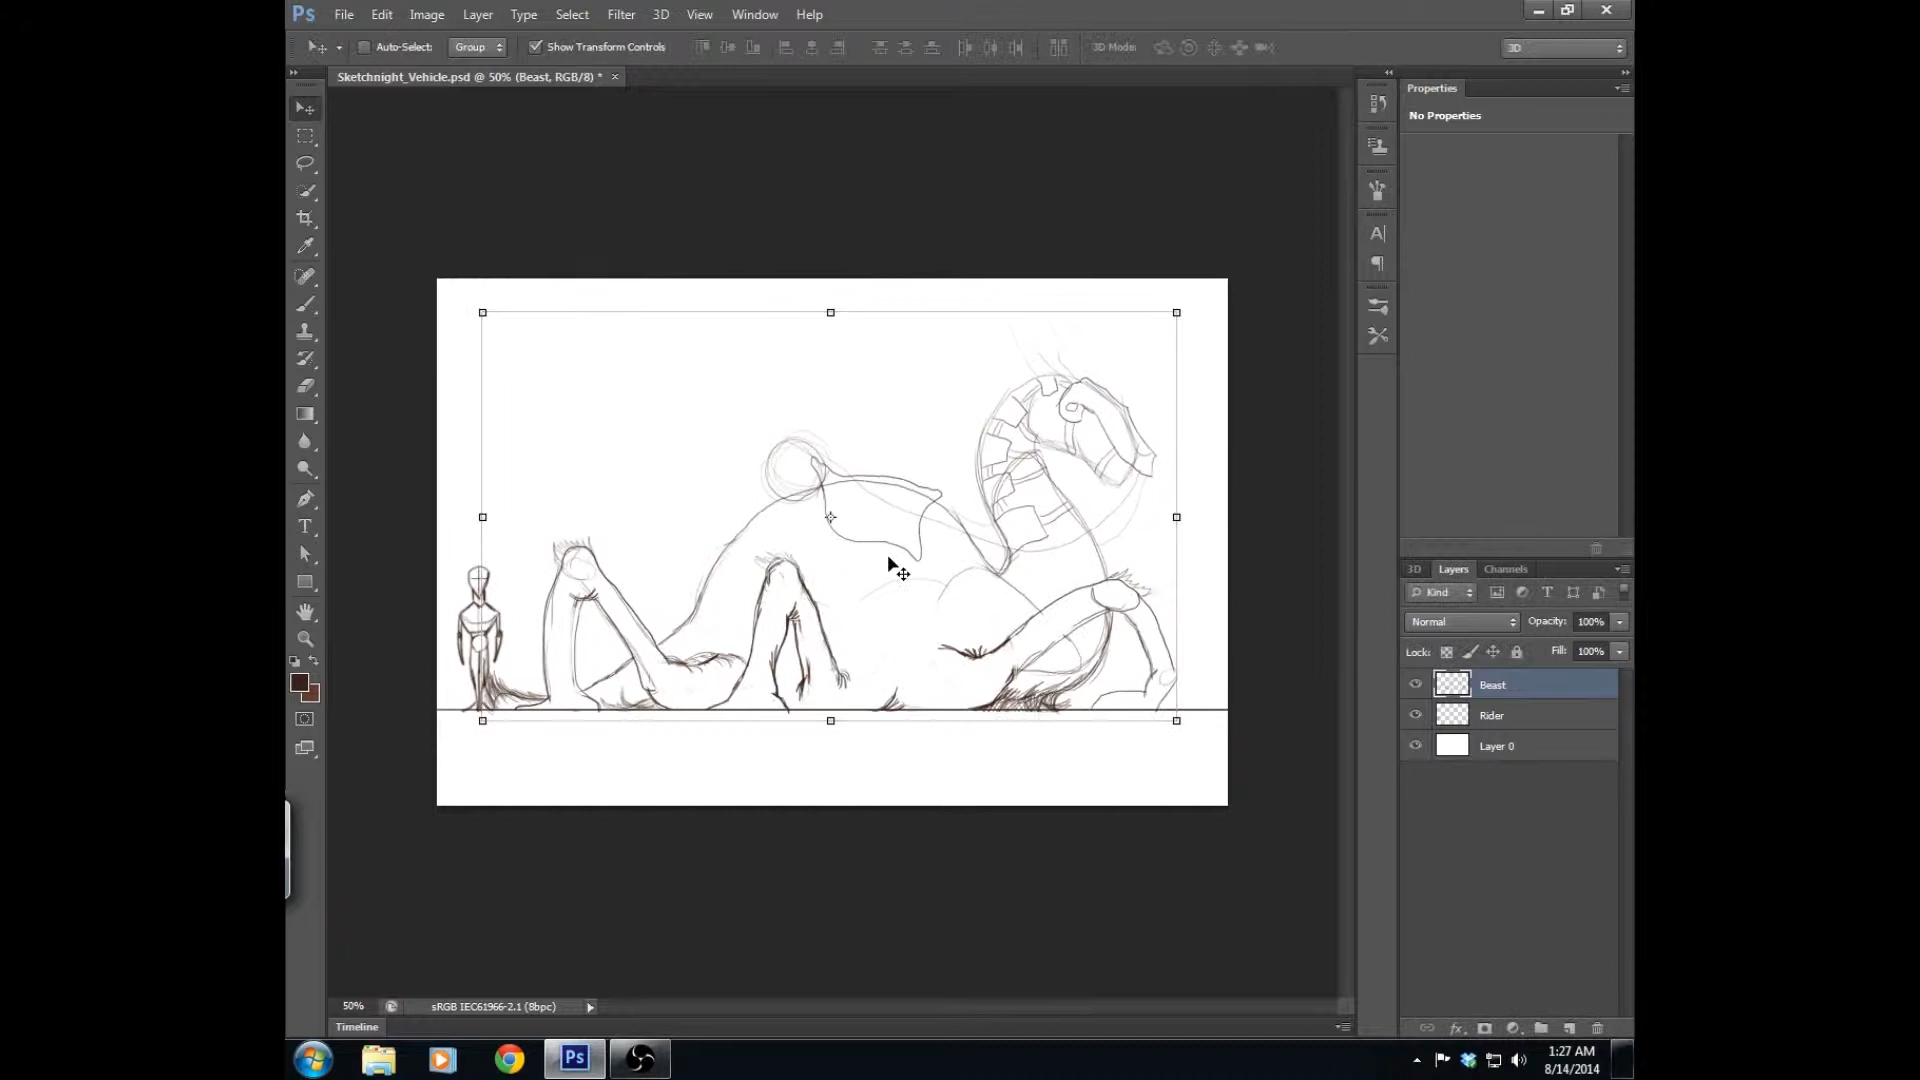 Ps File Edit Image Layer Type Select Filter 3D View Window Help
Auto-Select: Group Show Transform Controls 3D Mode: 3D
Sketchnight_Vehicle.psd @ 50% (Beast, RGB/8) * ×
Properties
No Properties
3D Layers Channels
Kind
Normal Opacity: 100%
Lock: Fill: 100%
Beast
Rider
Layer 0
50% sRGB IEC61966-2.1 (8bpc)
Timeline
Ps
1:27 AM
8/14/2014